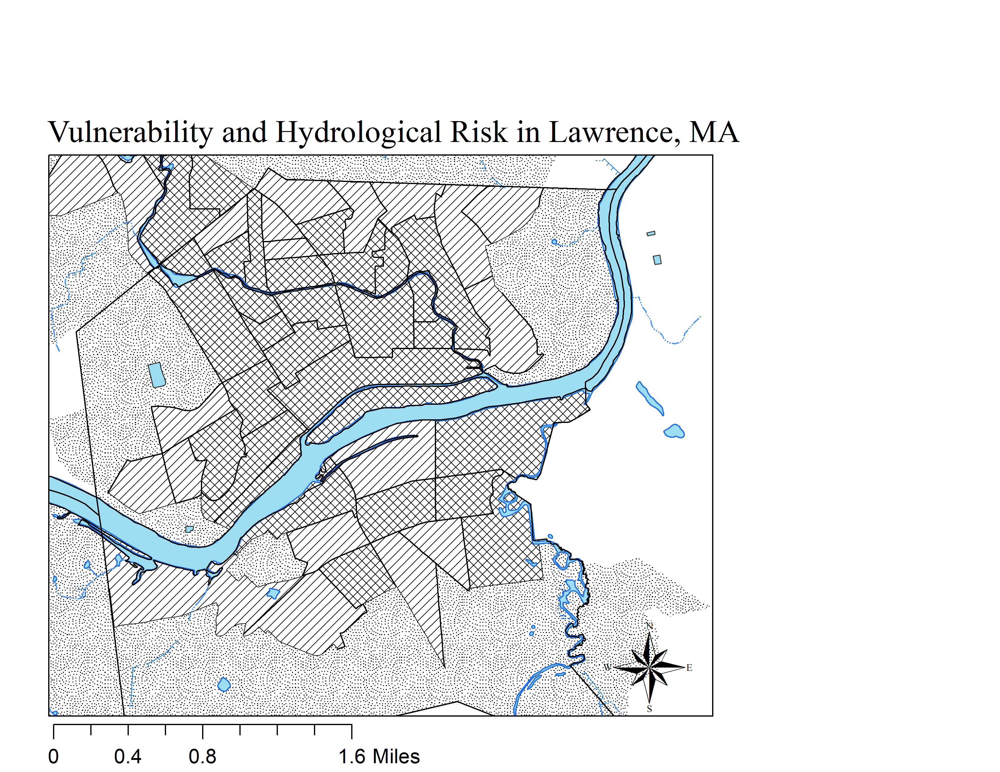 Vulnerability and Hydrological Risk in Lawrence, MA
N
W E
S
0 0.4 0.8 1.6 Miles